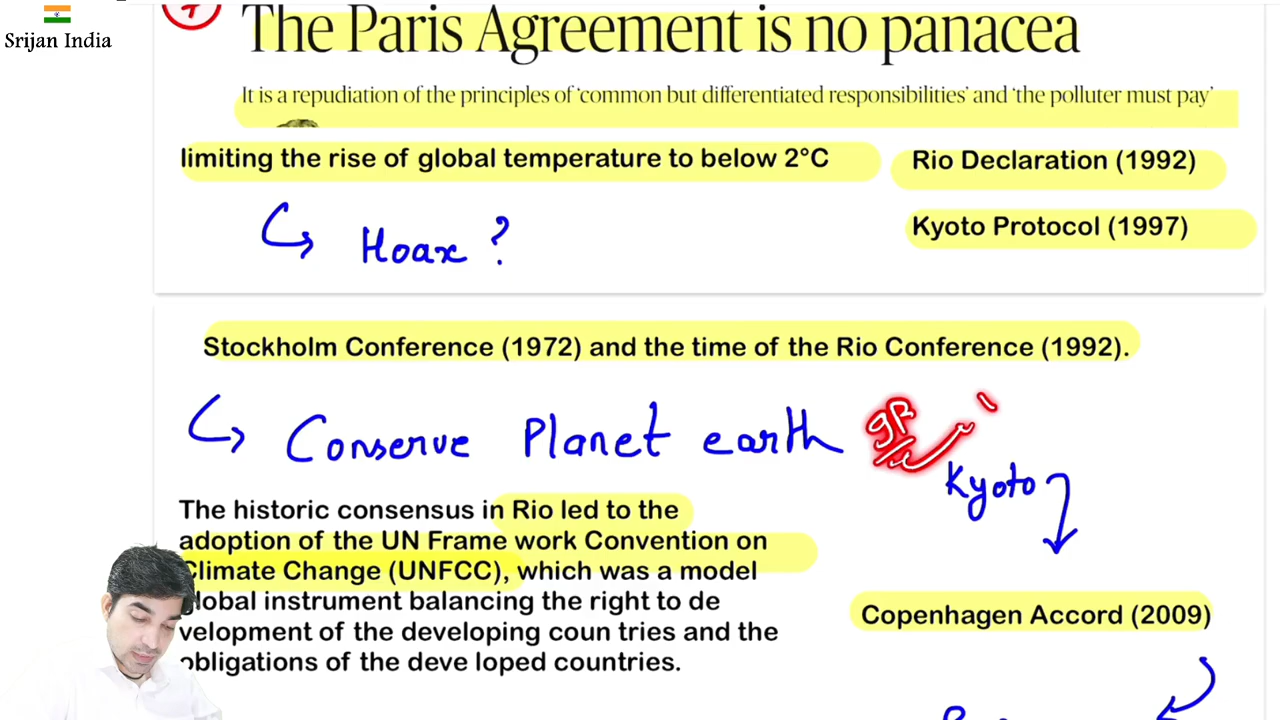 Srijan India
The Paris Agreement is no panacea
It is a repudiation of the principles of 'common but differentiated responsibilities' and 'the polluter must pay'
limiting the rise of global temperature to below 2°C
Rio Declaration (1992)
Hoax ?
Kyoto Protocol (1997)
Stockholm Conference (1972) and the time of the Rio Conference (1992).
Conserve Planet earth
Kyoto
The historic consensus in Rio led to the
adoption of the UN Frame work Convention on
Climate Change (UNFCC), which was a model
global instrument balancing the right to de
velopment of the developing coun tries and the
obligations of the deve loped countries.
Copenhagen Accord (2009)